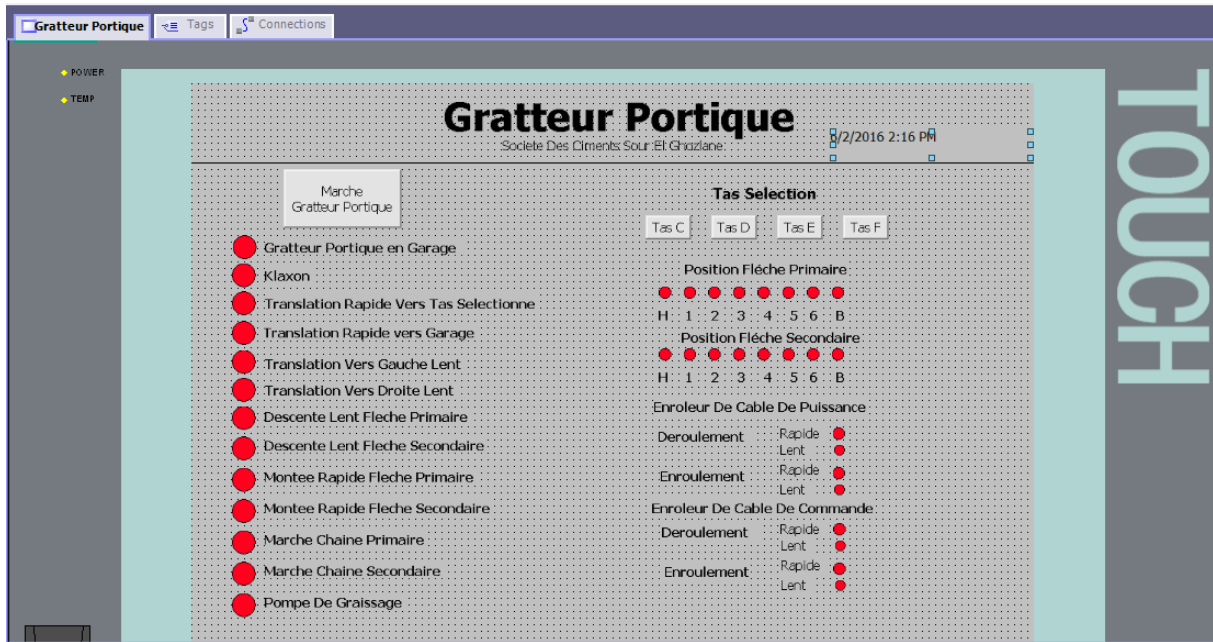 Gratteur Portique
Tags
Connections
POWER
TEMP
TOUCH
Gratteur Portique
Societe Des Ciments Sour El Ghozlane
6/2/2016 2:16 PM
Marche
Gratteur Portique
Gratteur Portique en Garage
Klaxon
Translation Rapide Vers Tas Selectionne
Translation Rapide vers Garage
Translation Vers Gauche Lent
Translation Vers Droite Lent
Descente Lent Fleche Primaire
Descente Lent Fleche Secondaire
Montee Rapide Fleche Primaire
Montee Rapide Fleche Secondaire
Marche Chaine Primaire
Marche Chaine Secondaire
Pompe De Graissage
Tas Selection
Tas C Tas D Tas E Tas F
Position Fléche Primaire
H 1 2 3 4 5 6 B
Position Fléche Secondaire
H 1 2 3 4 5 6 B
Enroleur De Cable De Puissance
Deroulement Rapide
Lent
Enroulement Rapide
Lent
Enroleur De Cable De Commande
Deroulement Rapide
Lent
Enroulement Rapide
Lent